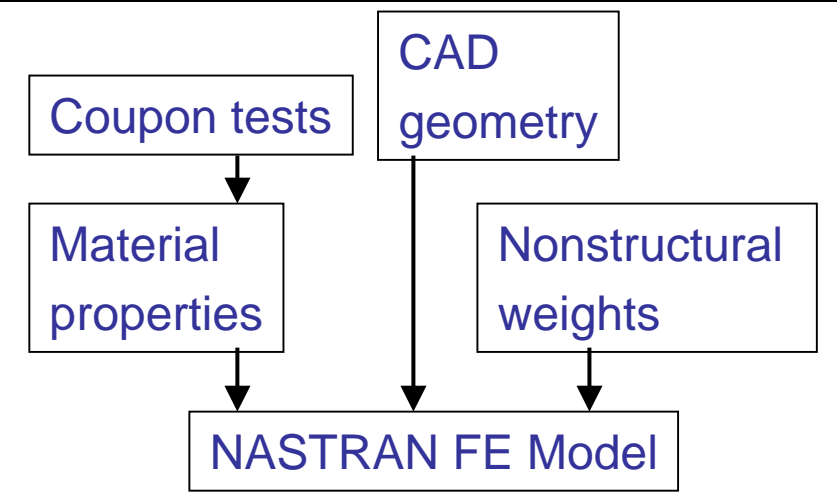 CAD
geometry
Coupon tests
Material
properties
Nonstructural
weights
NASTRAN FE Model